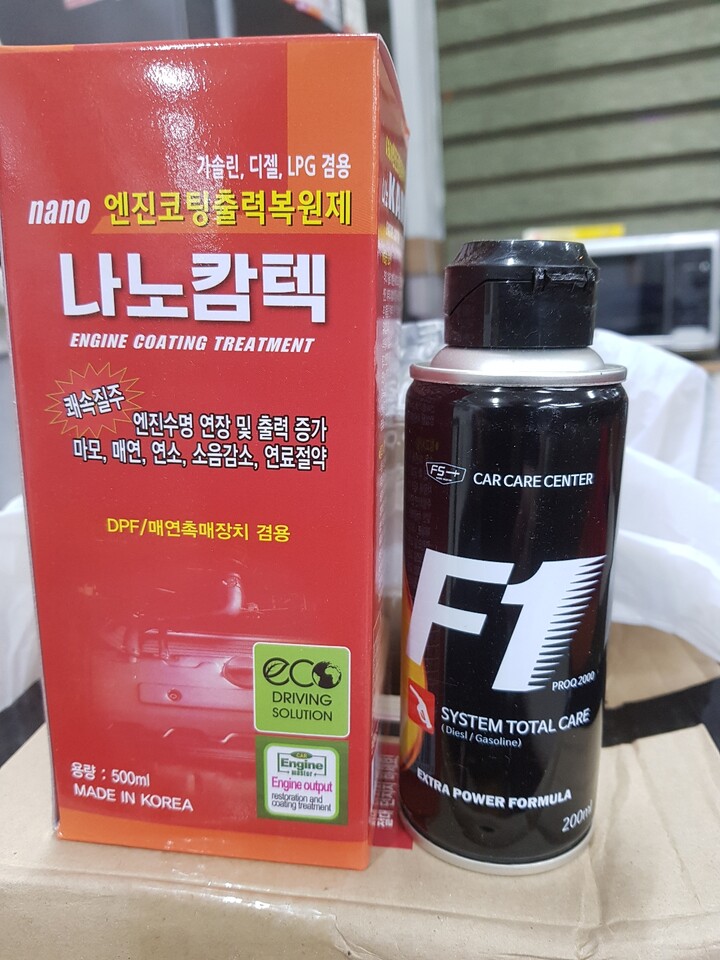 가솔린, 디젤, LPG 겸용
nano 엔진코팅출력복원제
나노캄텍
ENGINE COATING TREATMENT
쾌속질주
엔진수명 연장 및 출력 증가
마모, 매연, 연소, 소음감소, 연료절약
DPF/매연촉매장치 겸용
eco
DRIVING
SOLUTION
CAR
Engine
master
Engine output
restoration and
coating treatment
용량 : 500ml
MADE IN KOREA
FS
CAR CARE CENTER
F1
PROQ 2000
SYSTEM TOTAL CARE
(Diesl / Gasoline)
EXTRA POWER FORMULA
200ml